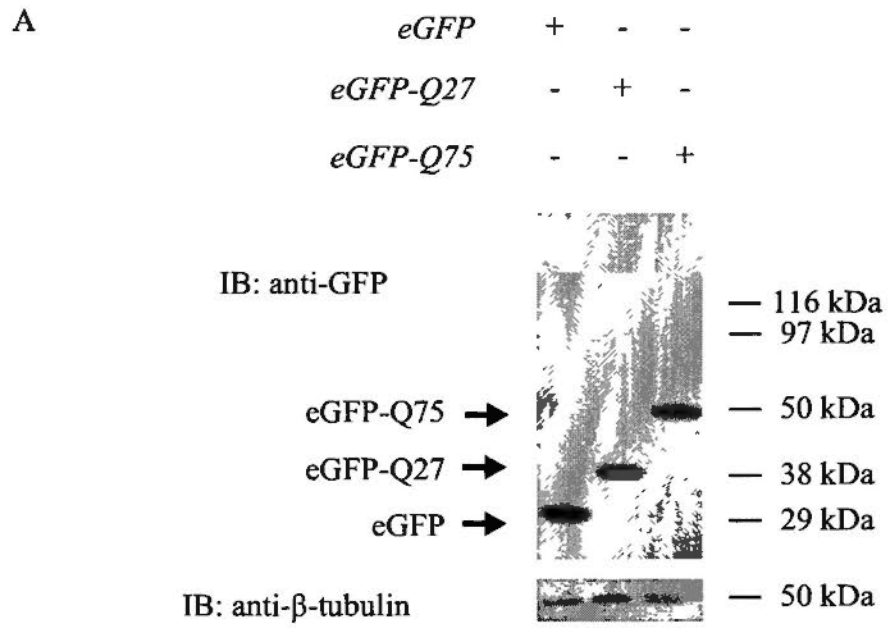 A
eGFP + - -
eGFP-Q27 - + -
eGFP-Q75 - - +
IB: anti-GFP
116 kDa
97 kDa
eGFP-Q75 50 kDa
eGFP-Q27 38 kDa
eGFP 29 kDa
IB: anti-β-tubulin 50 kDa